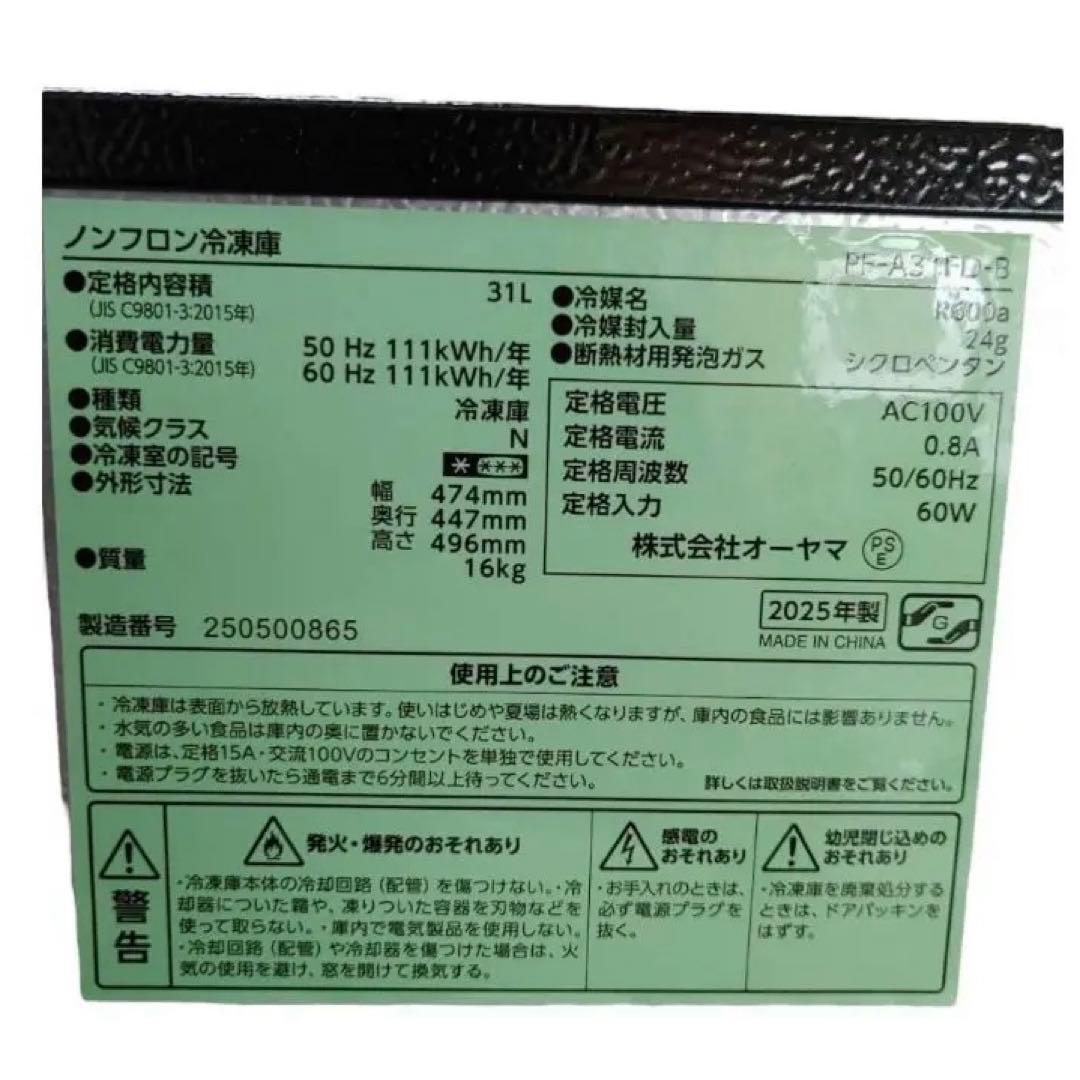 ノンフロン冷凍庫
PF-A31FD-B
●定格内容積 31L
(JIS C9801-3:2015年)
●消費電力量 50 Hz 111kWh/年
(JIS C9801-3:2015年) 60 Hz 111kWh/年
●種類 冷凍庫
●気候クラス N
●冷凍室の記号
●外形寸法 幅 474mm
奥行 447mm
高さ 496mm
●質量 16kg
●冷媒名 R600a
●冷媒封入量 24g
●断熱材用発泡ガス シクロペンタン
定格電圧 AC100V
定格電流 0.8A
定格周波数 50/60Hz
定格入力 60W
株式会社オーヤマ PSE
製造番号 250500865
2025年製
MADE IN CHINA
G
使用上のご注意
・冷凍庫は表面から放熱しています。使いはじめや夏場は熱くなりますが、庫内の食品には影響ありません。
・水気の多い食品は庫内の奥に置かないでください。
・電源は、定格15A・交流100Vのコンセントを単独で使用してください。
・電源プラグを抜いたら通電まで6分間以上待ってください。
詳しくは取扱説明書をご覧ください。
警告
発火・爆発のおそれあり
・冷凍庫本体の冷却回路（配管）を傷つけない。・冷
却器についた霜や、凍りついた容器を刃物などを
使って取らない。・庫内で電気製品を使用しない。
・冷却回路（配管）や冷却器を傷つけた場合は、火
気の使用を避け、窓を開けて換気する。
感電の
おそれあり
・お手入れのときは、
必ず電源プラグを
抜く。
幼児閉じ込めの
おそれあり
・冷凍庫を廃棄処分する
ときは、ドアパッキンを
はずす。